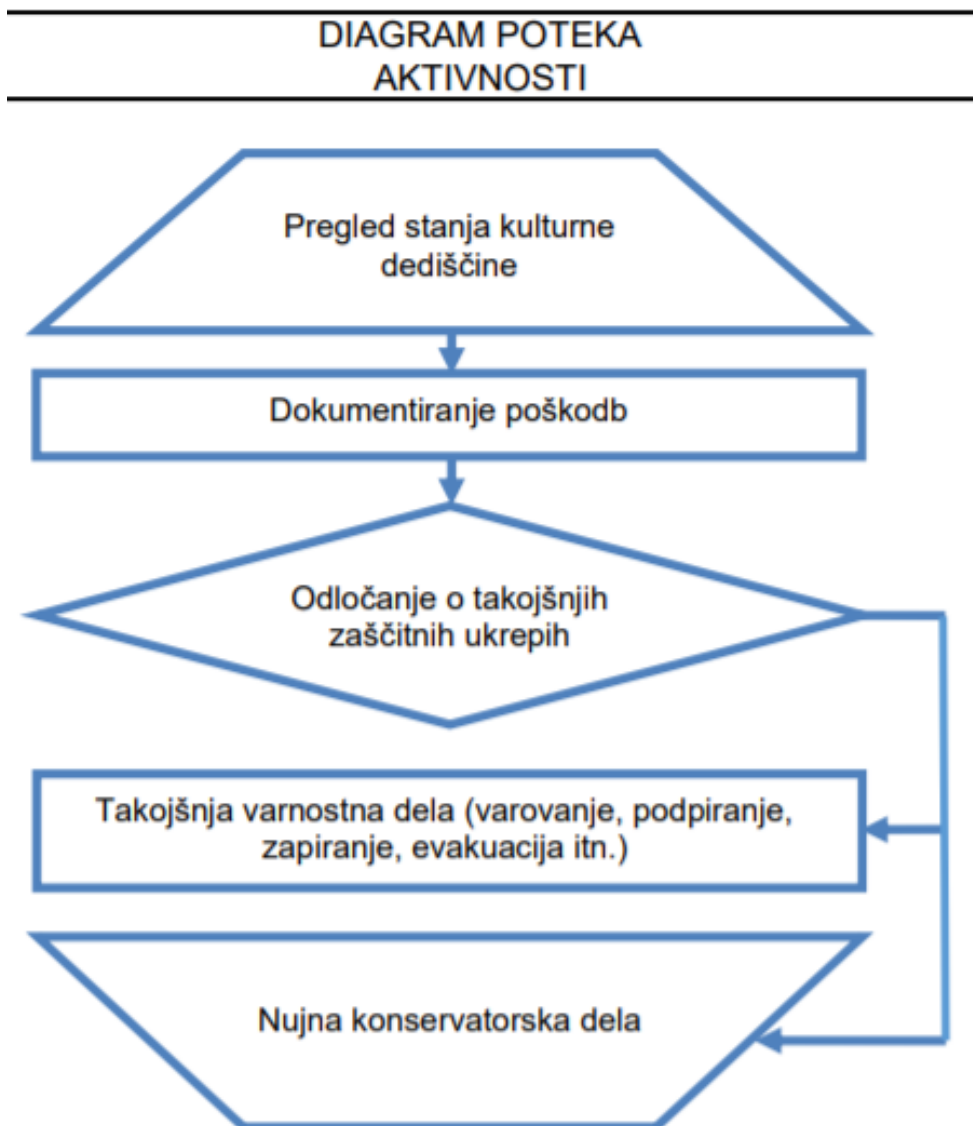 DIAGRAM POTEKA
AKTIVNOSTI
Pregled stanja kulturne
dediščine
Dokumentiranje poškodb
Odločanje o takojšnjih
zaščitnih ukrepih
Takojšnja varnostna dela (varovanje, podpiranje,
zapiranje, evakuacija itn.)
Nujna konservatorska dela